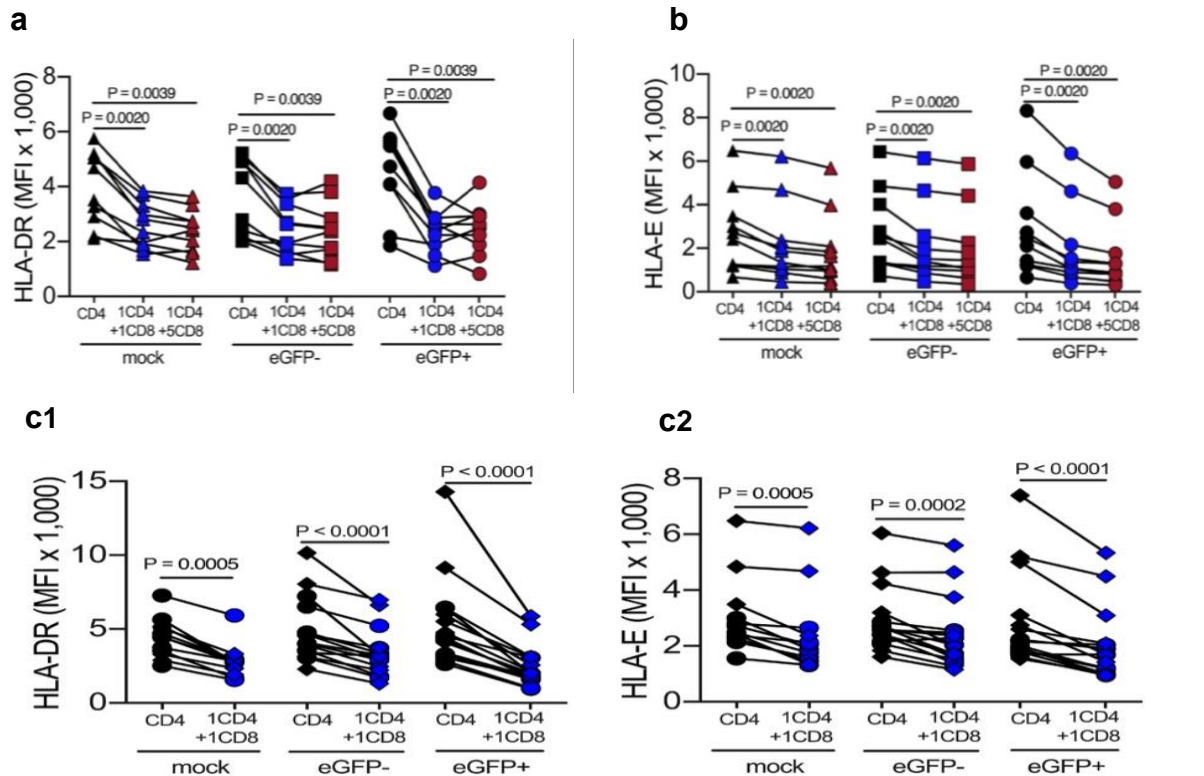 a
HLA-DR (MFI x 1,000)
8
6
4
2
0
P = 0.0039
P = 0.0020
P = 0.0039
P = 0.0020
P = 0.0039
P = 0.0020
CD4 1CD4 1CD4 CD4 1CD4 1CD4 CD4 1CD4 1CD4
+1CD8 +5CD8 +1CD8 +5CD8 +1CD8 +5CD8
mock eGFP- eGFP+
b
HLA-E (MFI x 1,000)
10
8
6
4
2
0
P = 0.0020
P = 0.0020
P = 0.0020
P = 0.0020
P = 0.0020
P = 0.0020
CD4 1CD4 1CD4 CD4 1CD4 1CD4 CD4 1CD4 1CD4
+1CD8 +5CD8 +1CD8 +5CD8 +1CD8 +5CD8
mock eGFP- eGFP+
c1
HLA-DR (MFI x 1,000)
15
10
5
0
P = 0.0005
P < 0.0001
P < 0.0001
CD4 1CD4 CD4 1CD4 CD4 1CD4
+1CD8 +1CD8 +1CD8
mock eGFP- eGFP+
c2
HLA-E (MFI x 1,000)
8
6
4
2
0
P = 0.0005
P = 0.0002
P < 0.0001
CD4 1CD4 CD4 1CD4 CD4 1CD4
+1CD8 +1CD8 +1CD8
mock eGFP- eGFP+